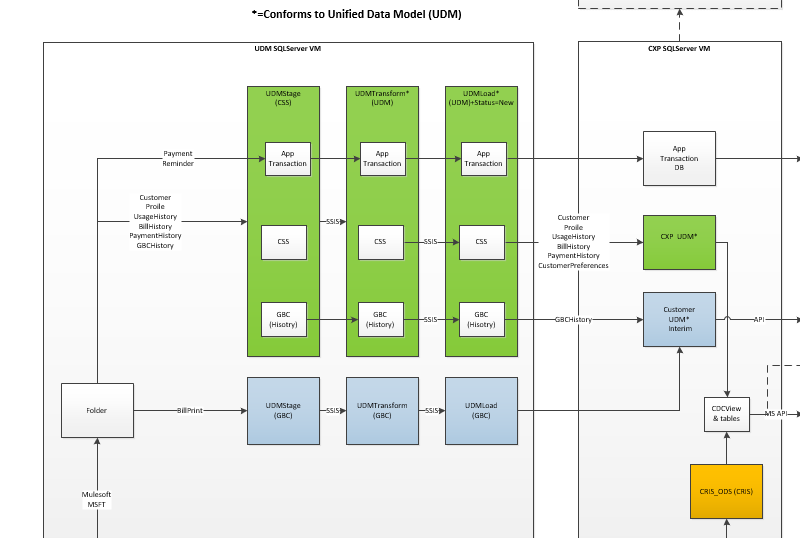 *=Conforms to Unified Data Model (UDM)
UDM SQLServer VM
CXP SQLServer VM
UDMStage
(CSS)
UDMTransform*
(UDM)
UDMLoad*
(UDM)+Status=New
Payment
Reminder
App
Transaction
App
Transaction
App
Transaction
App
Transaction
DB
Customer
Proile
UsageHistory
BillHistory
PaymentHistory
GBCHistory
SSIS
CSS
CSS
SSIS
CSS
Customer
Proile
UsageHistory
BillHistory
PaymentHistory
CustomerPreferences
CXP UDM*
GBC
(Hisotry)
GBC
(History)
SSIS
GBC
(Hisotry)
GBCHistory
Customer
UDM*
Interim
API
Folder
BillPrint
UDMStage
(GBC)
SSIS
UDMTransform
(GBC)
SSIS
UDMLoad
(GBC)
CDCView
& tables
MS API
Mulesoft
MSFT
CRIS_ODS (CRIS)